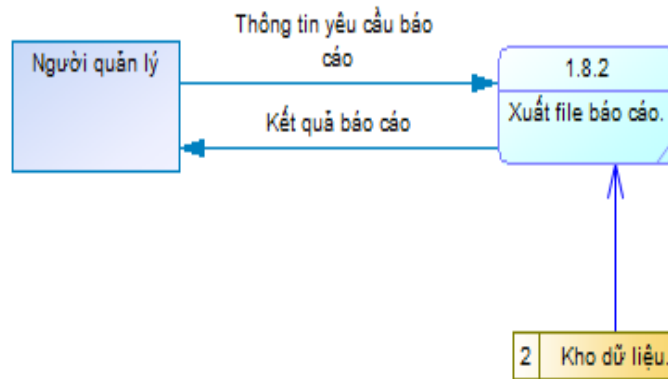 Thông tin yêu cầu báo
cáo
Người quản lý
1.8.2
Xuất file báo cáo.
Kết quả báo cáo
2 Kho dữ liệu.